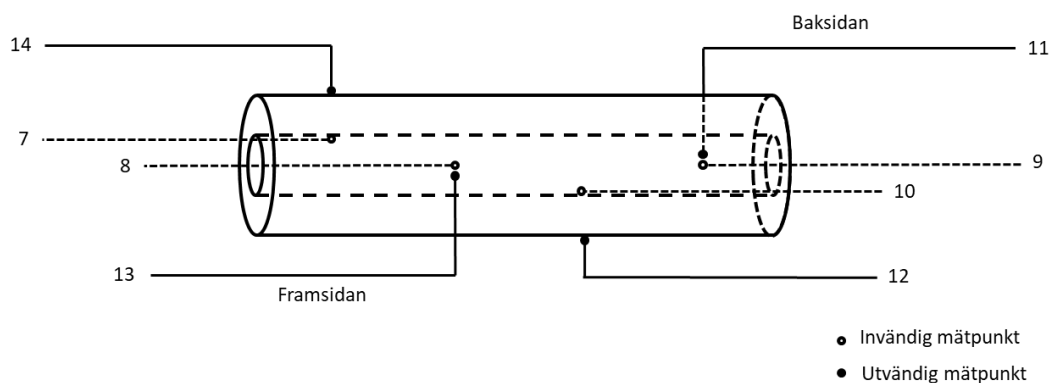 Baksidan
14
11
7
8
9
10
13
12
Framsidan
Invändig mätpunkt
Utvändig mätpunkt